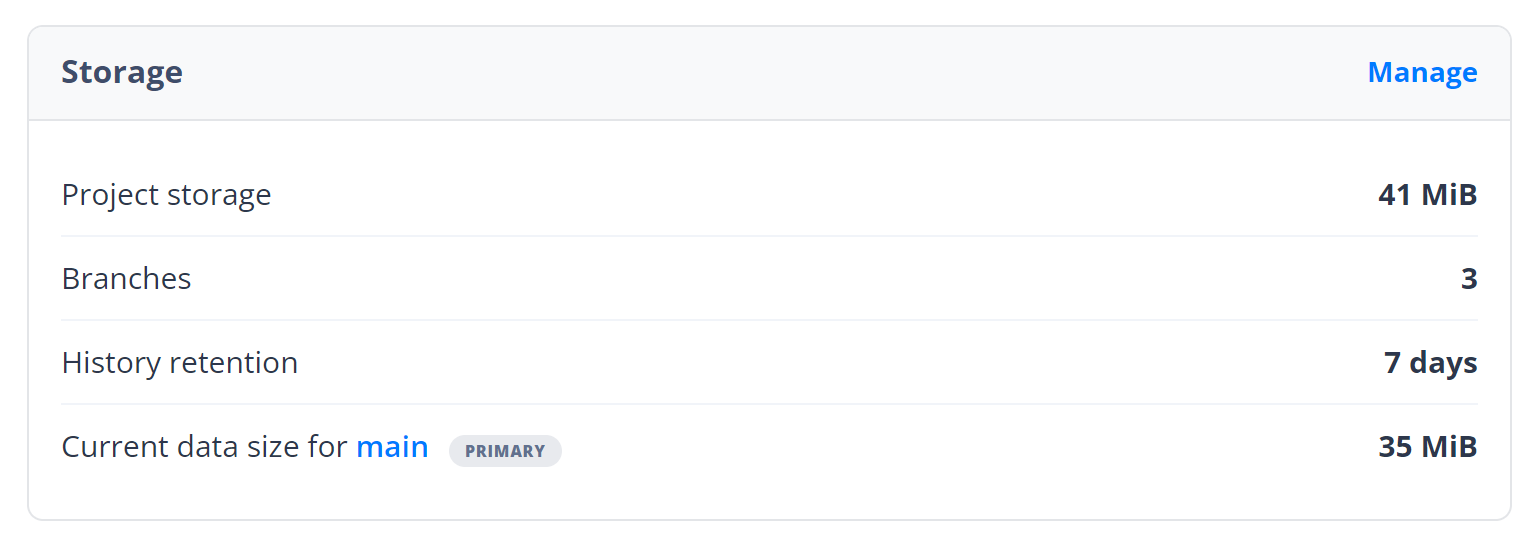 Storage Manage
Project storage 41 MiB
Branches 3
History retention 7 days
Current data size for main PRIMARY 35 MiB